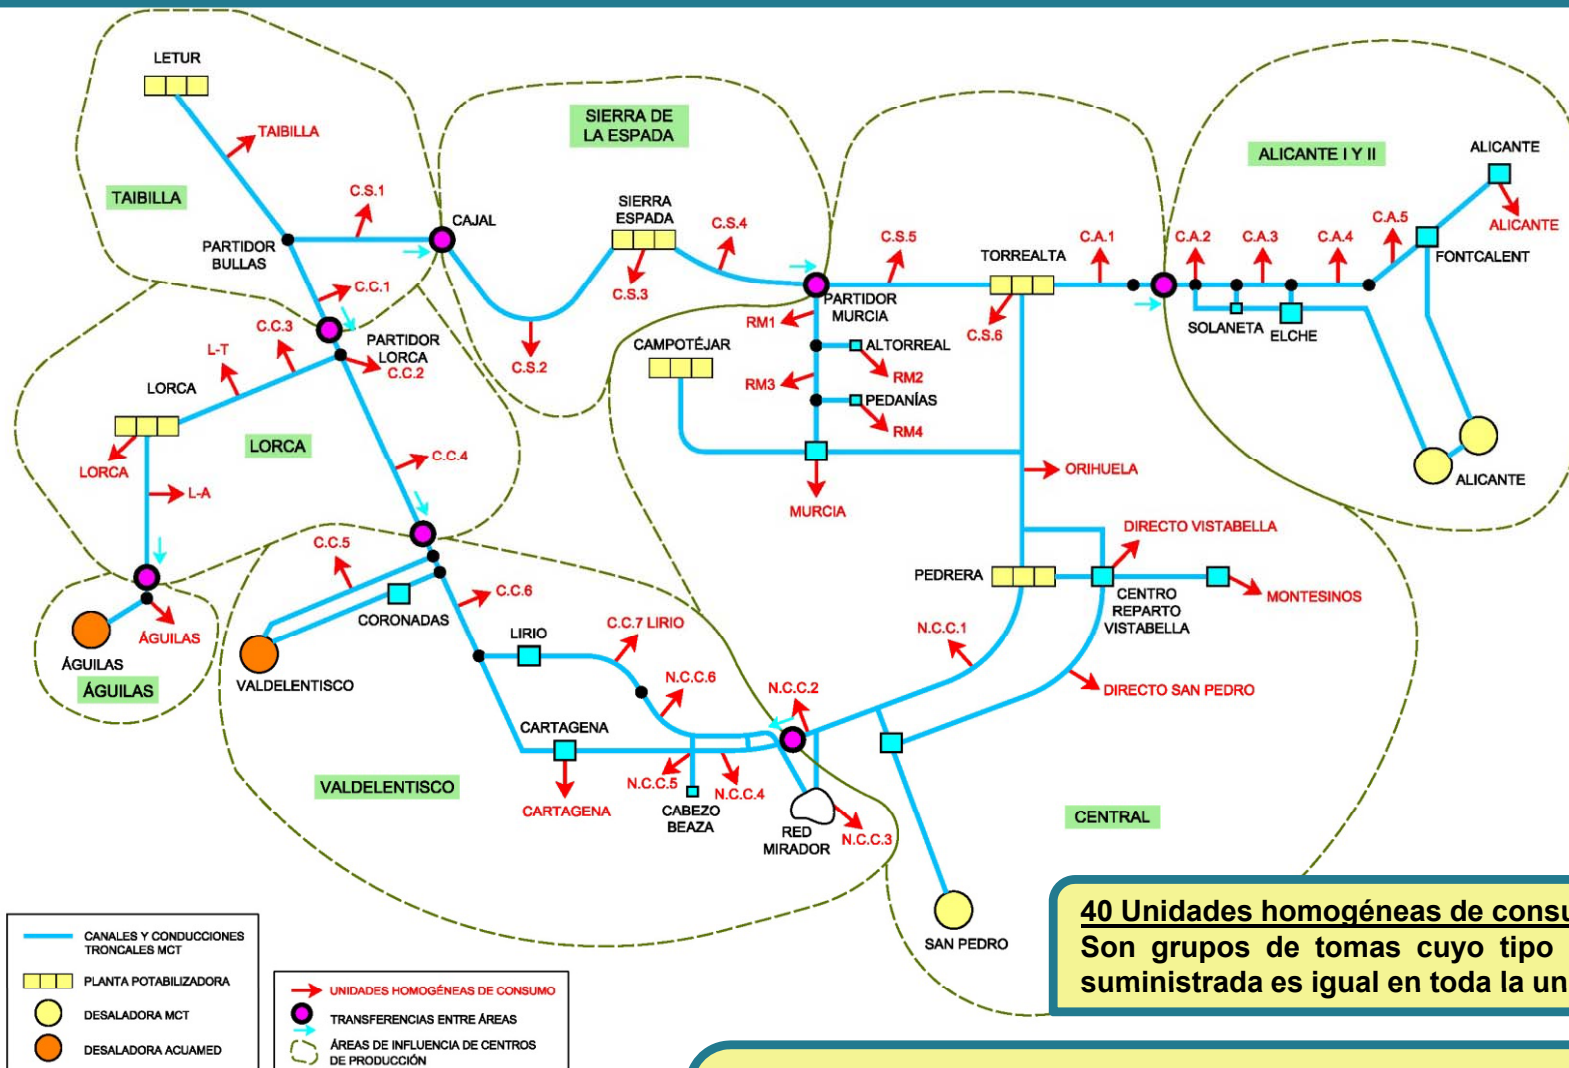 LETUR
TAIBILLA
TAIBILLA
C.S.1
PARTIDOR
BULLAS
CAJAL
SIERRA DE
LA ESPADA
SIERRA
ESPADA
C.S.4
C.S.3
C.S.2
C.C.1
C.C.3
L-T
PARTIDOR
LORCA
C.C.2
LORCA
LORCA
LORCA
C.C.4
L-A
ÁGUILAS
ÁGUILAS
ÁGUILAS
C.S.5
TORREALTA
C.A.1
C.S.6
PARTIDOR
MURCIA
RM1
CAMPOTÉJAR
ALTORREAL
RM2
RM3
PEDANÍAS
RM4
MURCIA
ORIHUELA
ALICANTE I Y II
C.A.2
C.A.3
C.A.4
C.A.5
ALICANTE
ALICANTE
FONTCALENT
SOLANETA
ELCHE
ALICANTE
DIRECTO VISTABELLA
PEDRERA
CENTRO
REPARTO
VISTABELLA
MONTESINOS
N.C.C.1
DIRECTO SAN PEDRO
C.C.5
CORONADAS
C.C.6
VALDELENTISCO
LIRIO
C.C.7 LIRIO
N.C.C.6
N.C.C.2
CARTAGENA
CARTAGENA
VALDELENTISCO
N.C.C.5
N.C.C.4
CABEZO
BEAZA
RED
MIRADOR
N.C.C.3
CENTRAL
SAN PEDRO
40 Unidades homogéneas de consu
Son grupos de tomas cuyo tipo
suministrada es igual en toda la un
CANALES Y CONDUCCIONES
TRONCALES MCT
PLANTA POTABILIZADORA
DESALADORA MCT
DESALADORA ACUAMED
UNIDADES HOMOGÉNEAS DE CONSUMO
TRANSFERENCIAS ENTRE ÁREAS
ÁREAS DE INFLUENCIA DE CENTROS
DE PRODUCCIÓN